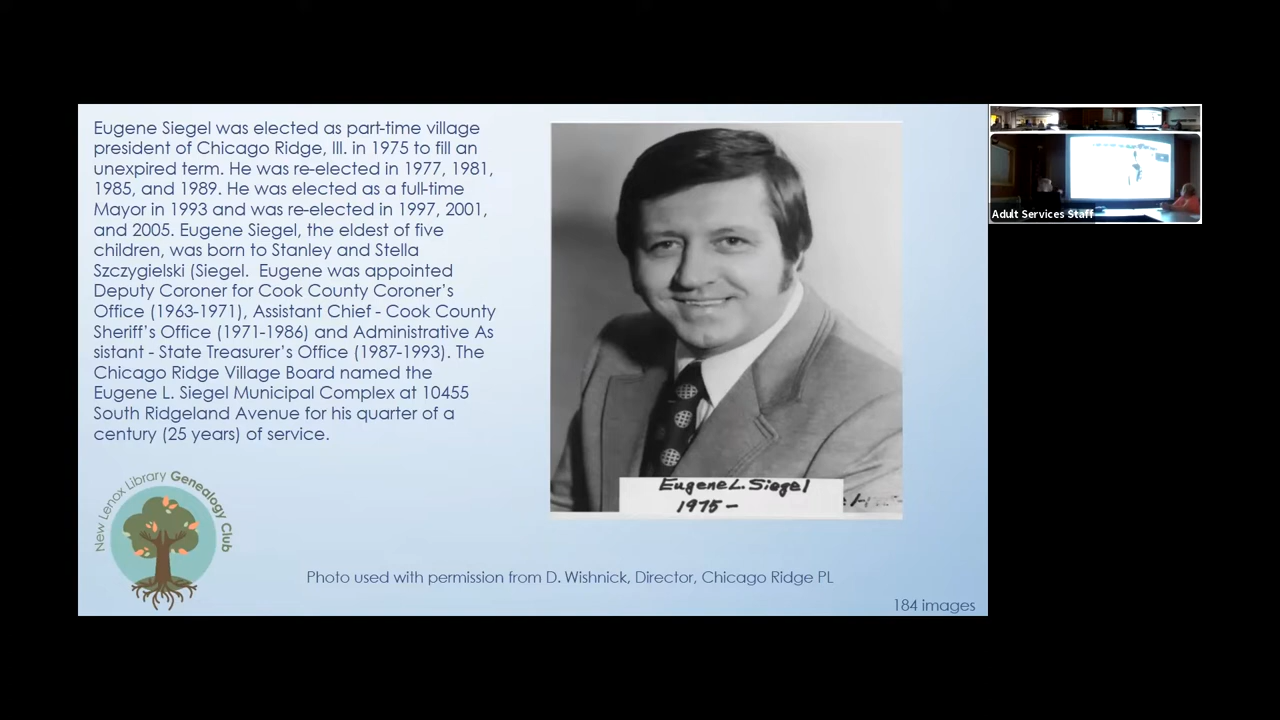 Eugene Siegel was elected as part-time village
president of Chicago Ridge, Ill. in 1975 to fill an
unexpired term. He was re-elected in 1977, 1981,
1985, and 1989. He was elected as a full-time
Mayor in 1993 and was re-elected in 1997, 2001,
and 2005. Eugene Siegel, the eldest of five
children, was born to Stanley and Stella
Szczygielski (Siegel.  Eugene was appointed
Deputy Coroner for Cook County Coroner's
Office (1963-1971), Assistant Chief - Cook County
Sheriff's Office (1971-1986) and Administrative As
sistant - State Treasurer's Office (1987-1993). The
Chicago Ridge Village Board named the
Eugene L. Siegel Municipal Complex at 10455
South Ridgeland Avenue for his quarter of a
century (25 years) of service.
Eugene L. Siegel
1975 -
New Lenox Library Genealogy Club
Photo used with permission from D. Wishnick, Director, Chicago Ridge PL
184 images
Adult Services Staff